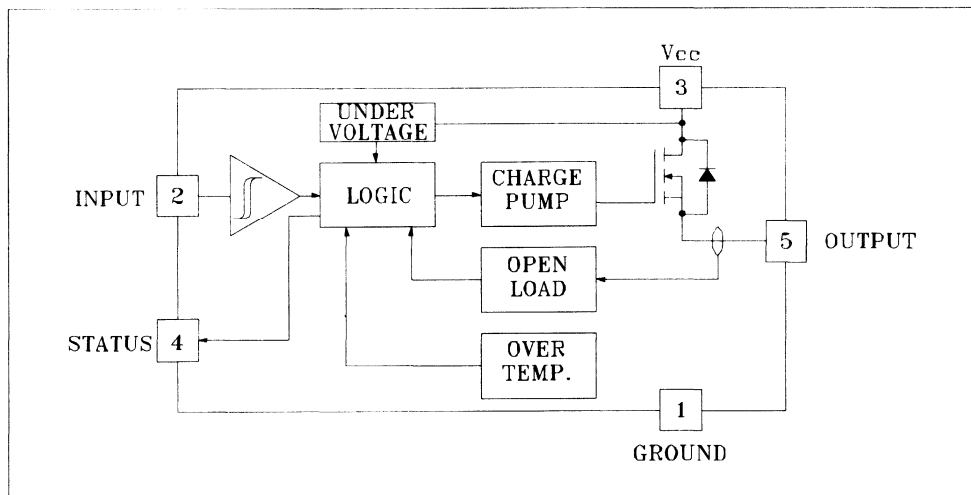 Vcc
3
UNDER
VOLTAGE
INPUT
2
LOGIC
CHARGE
PUMP
5
OUTPUT
OPEN
LOAD
STATUS
4
OVER
TEMP.
1
GROUND